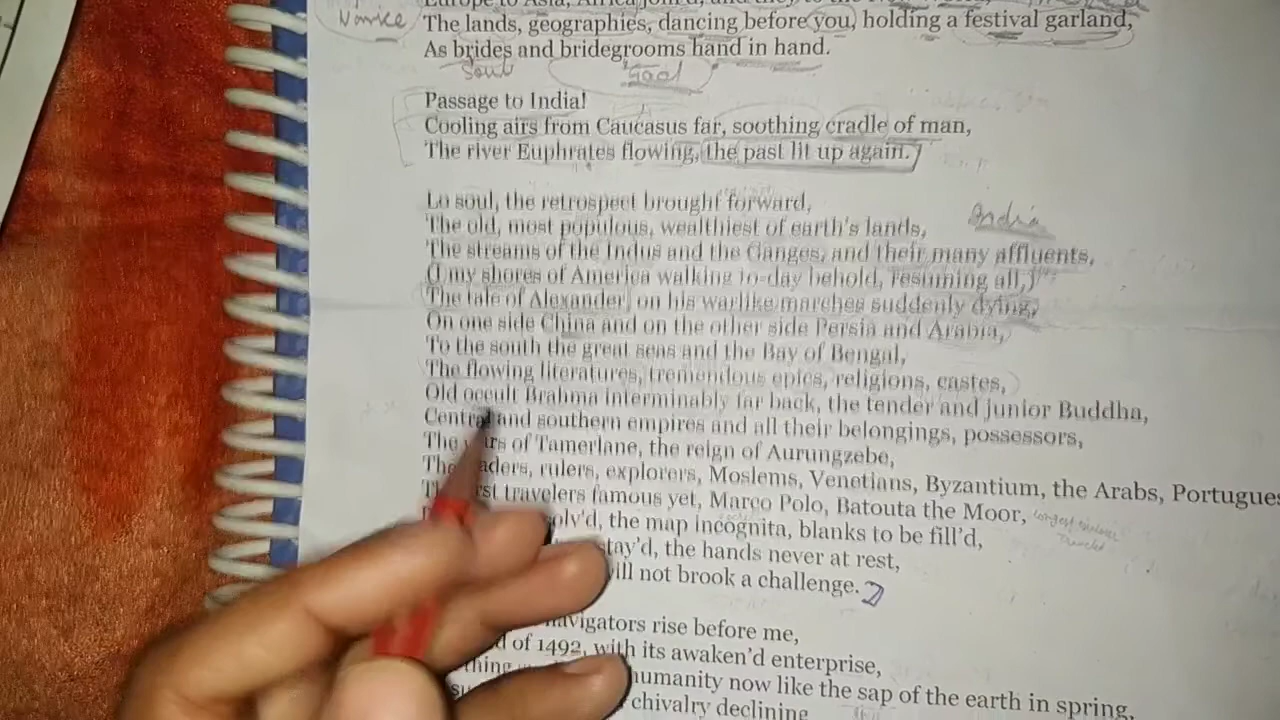 The lands, geographies, dancing before you, holding a festival garland,
As brides and bridegrooms hand in hand.
Soul
Passage to India!
Cooling airs from Caucasus far, soothing cradle of man,
The river Euphrates flowing, the past lit up again.
Lo soul, the retrospect brought forward,
India
The old, most populous, wealthiest of earth's lands,
The streams of the Indus and the Ganges, and their many affluents,
(I my shores of America walking to-day behold, resuming all,)
The tale of Alexander, on his warlike marches suddenly dying,
On one side China and on the other side Persia and Arabia,
To the south the great seas and the Bay of Bengal,
The flowing literatures, tremendous epics, religions, castes,
Old occult Brahma interminably far back, the tender and junior Buddha,
Central and southern empires and all their belongings, possessors,
The of Tamerlane, the reign of Aurungzebe,
rulers, explorers, Moslems, Venetians, Byzantium, the Arabs, Portugues
travelers famous yet, Marco Polo, Batouta the Moor,
olv'd, the map incognita, blanks to be fill'd,
tay'd, the hands never at rest,
ill not brook a challenge.
navigators rise before me,
of 1492, with its awaken'd enterprise,
thing humanity now like the sap of the earth in spring,
chivalry declining